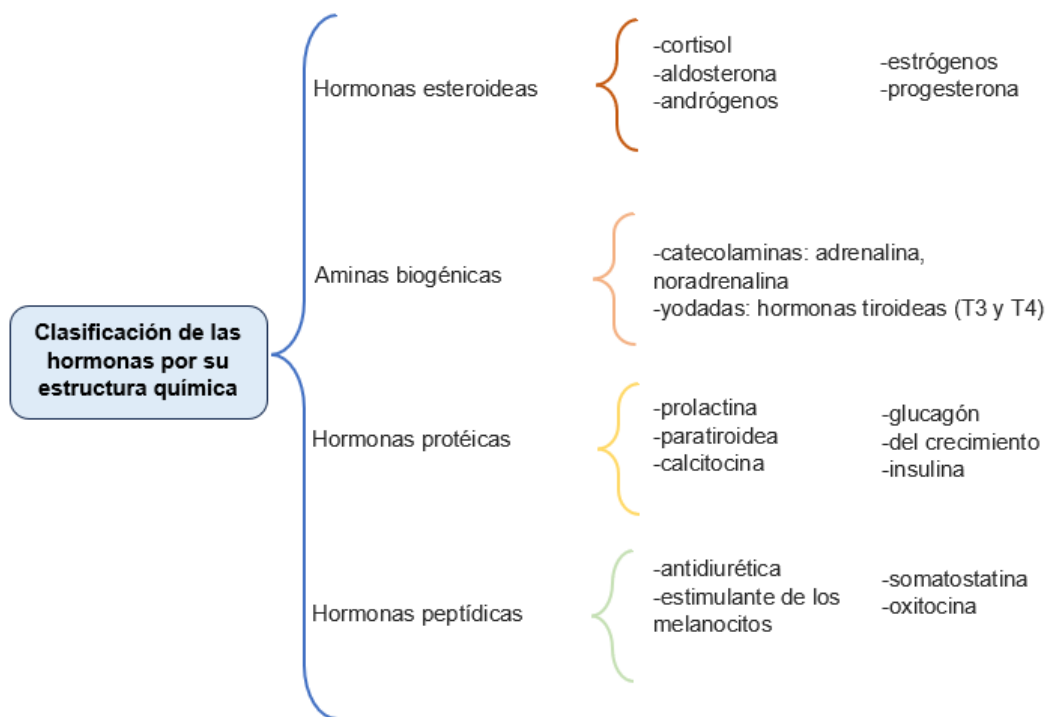 Clasificación de las
hormonas por su
estructura química
Hormonas esteroideas
-cortisol
-aldosterona
-andrógenos
-estrógenos
-progesterona
Aminas biogénicas
-catecolaminas: adrenalina,
noradrenalina
-yodadas: hormonas tiroideas (T3 y T4)
Hormonas protéicas
-prolactina
-paratiroidea
-calcitocina
-glucagón
-del crecimiento
-insulina
Hormonas peptídicas
-antidiurética
-estimulante de los
melanocitos
-somatostatina
-oxitocina